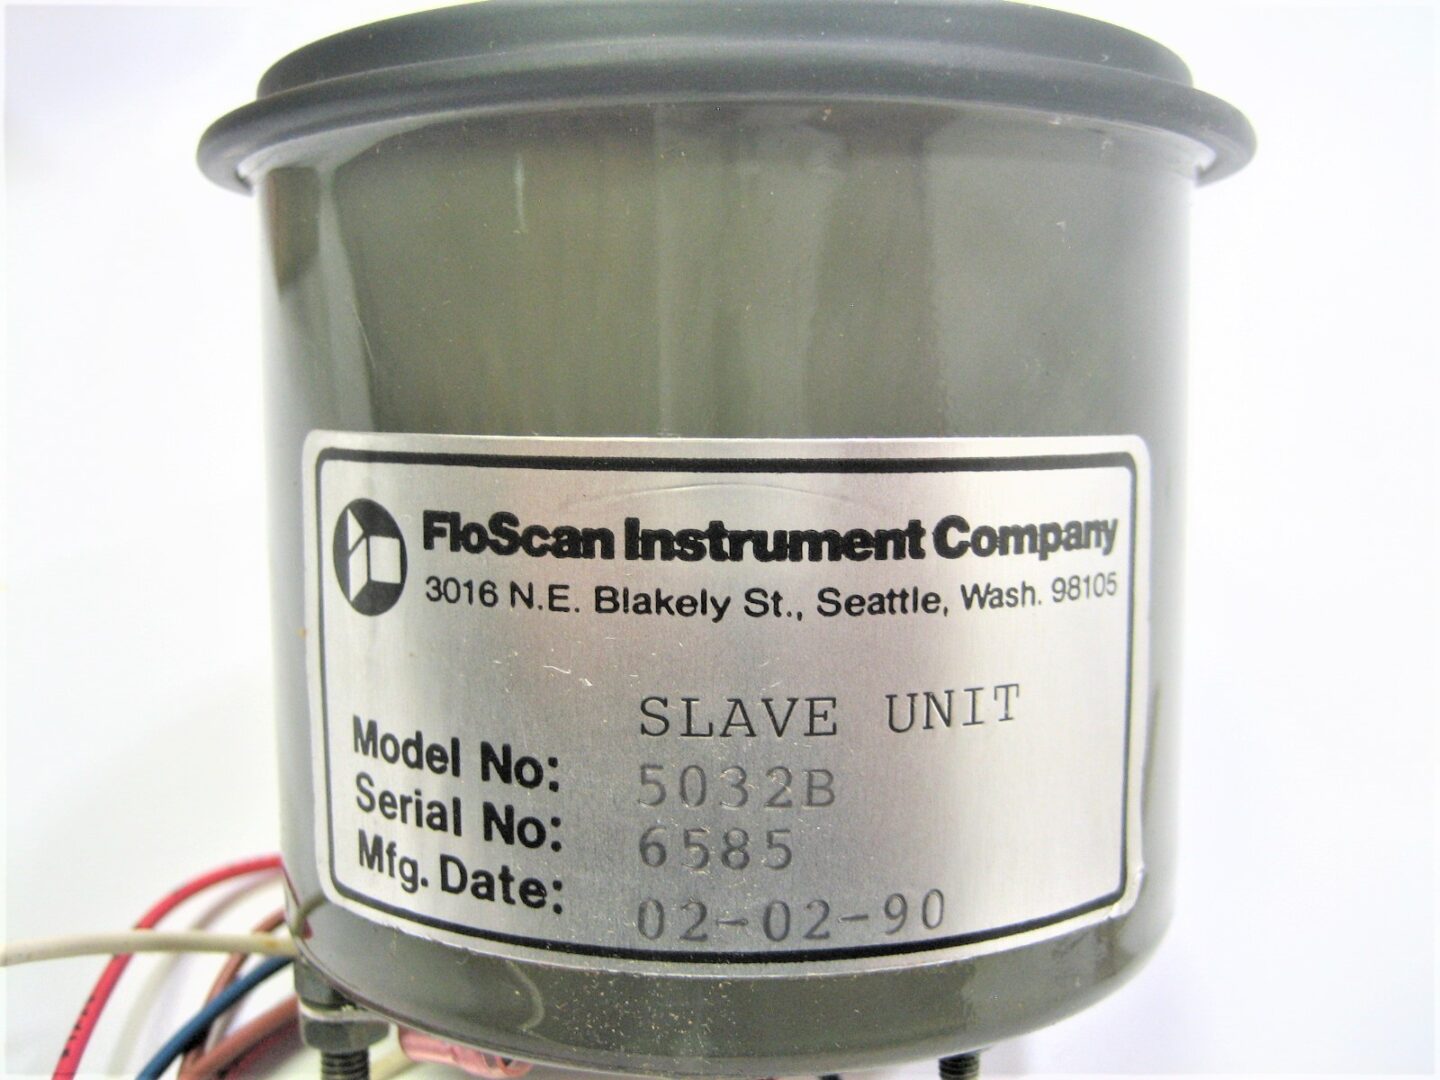 FloScan Instrument Company
3016 N.E. Blakely St., Seattle, Wash. 98105
SLAVE UNIT
Model No: 5032B
Serial No: 6585
Mfg. Date: 02-02-90